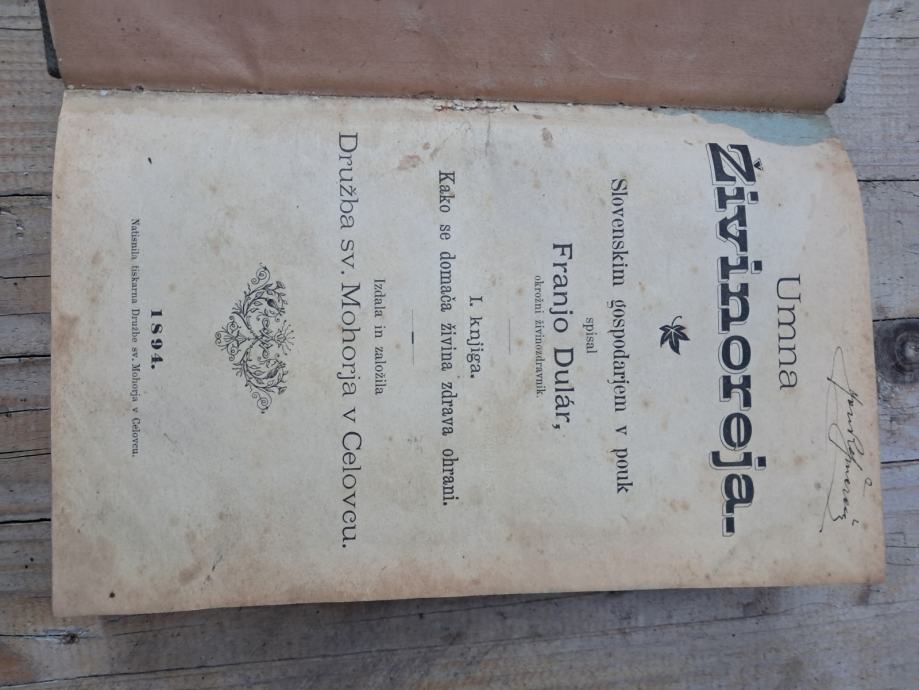 Umna
Živinoreja.
Slovenskim gospodarjem v pouk
spisal
Franjo Dulár,
okrožni živinozdravnik.
I. knjiga.
Kako se domača živina zdrava ohrani.
Izdala in založila
Družba sv. Mohorja v Celovcu.
1894.
Natisnila tiskarna Družbe sv. Mohorja v Celovcu.